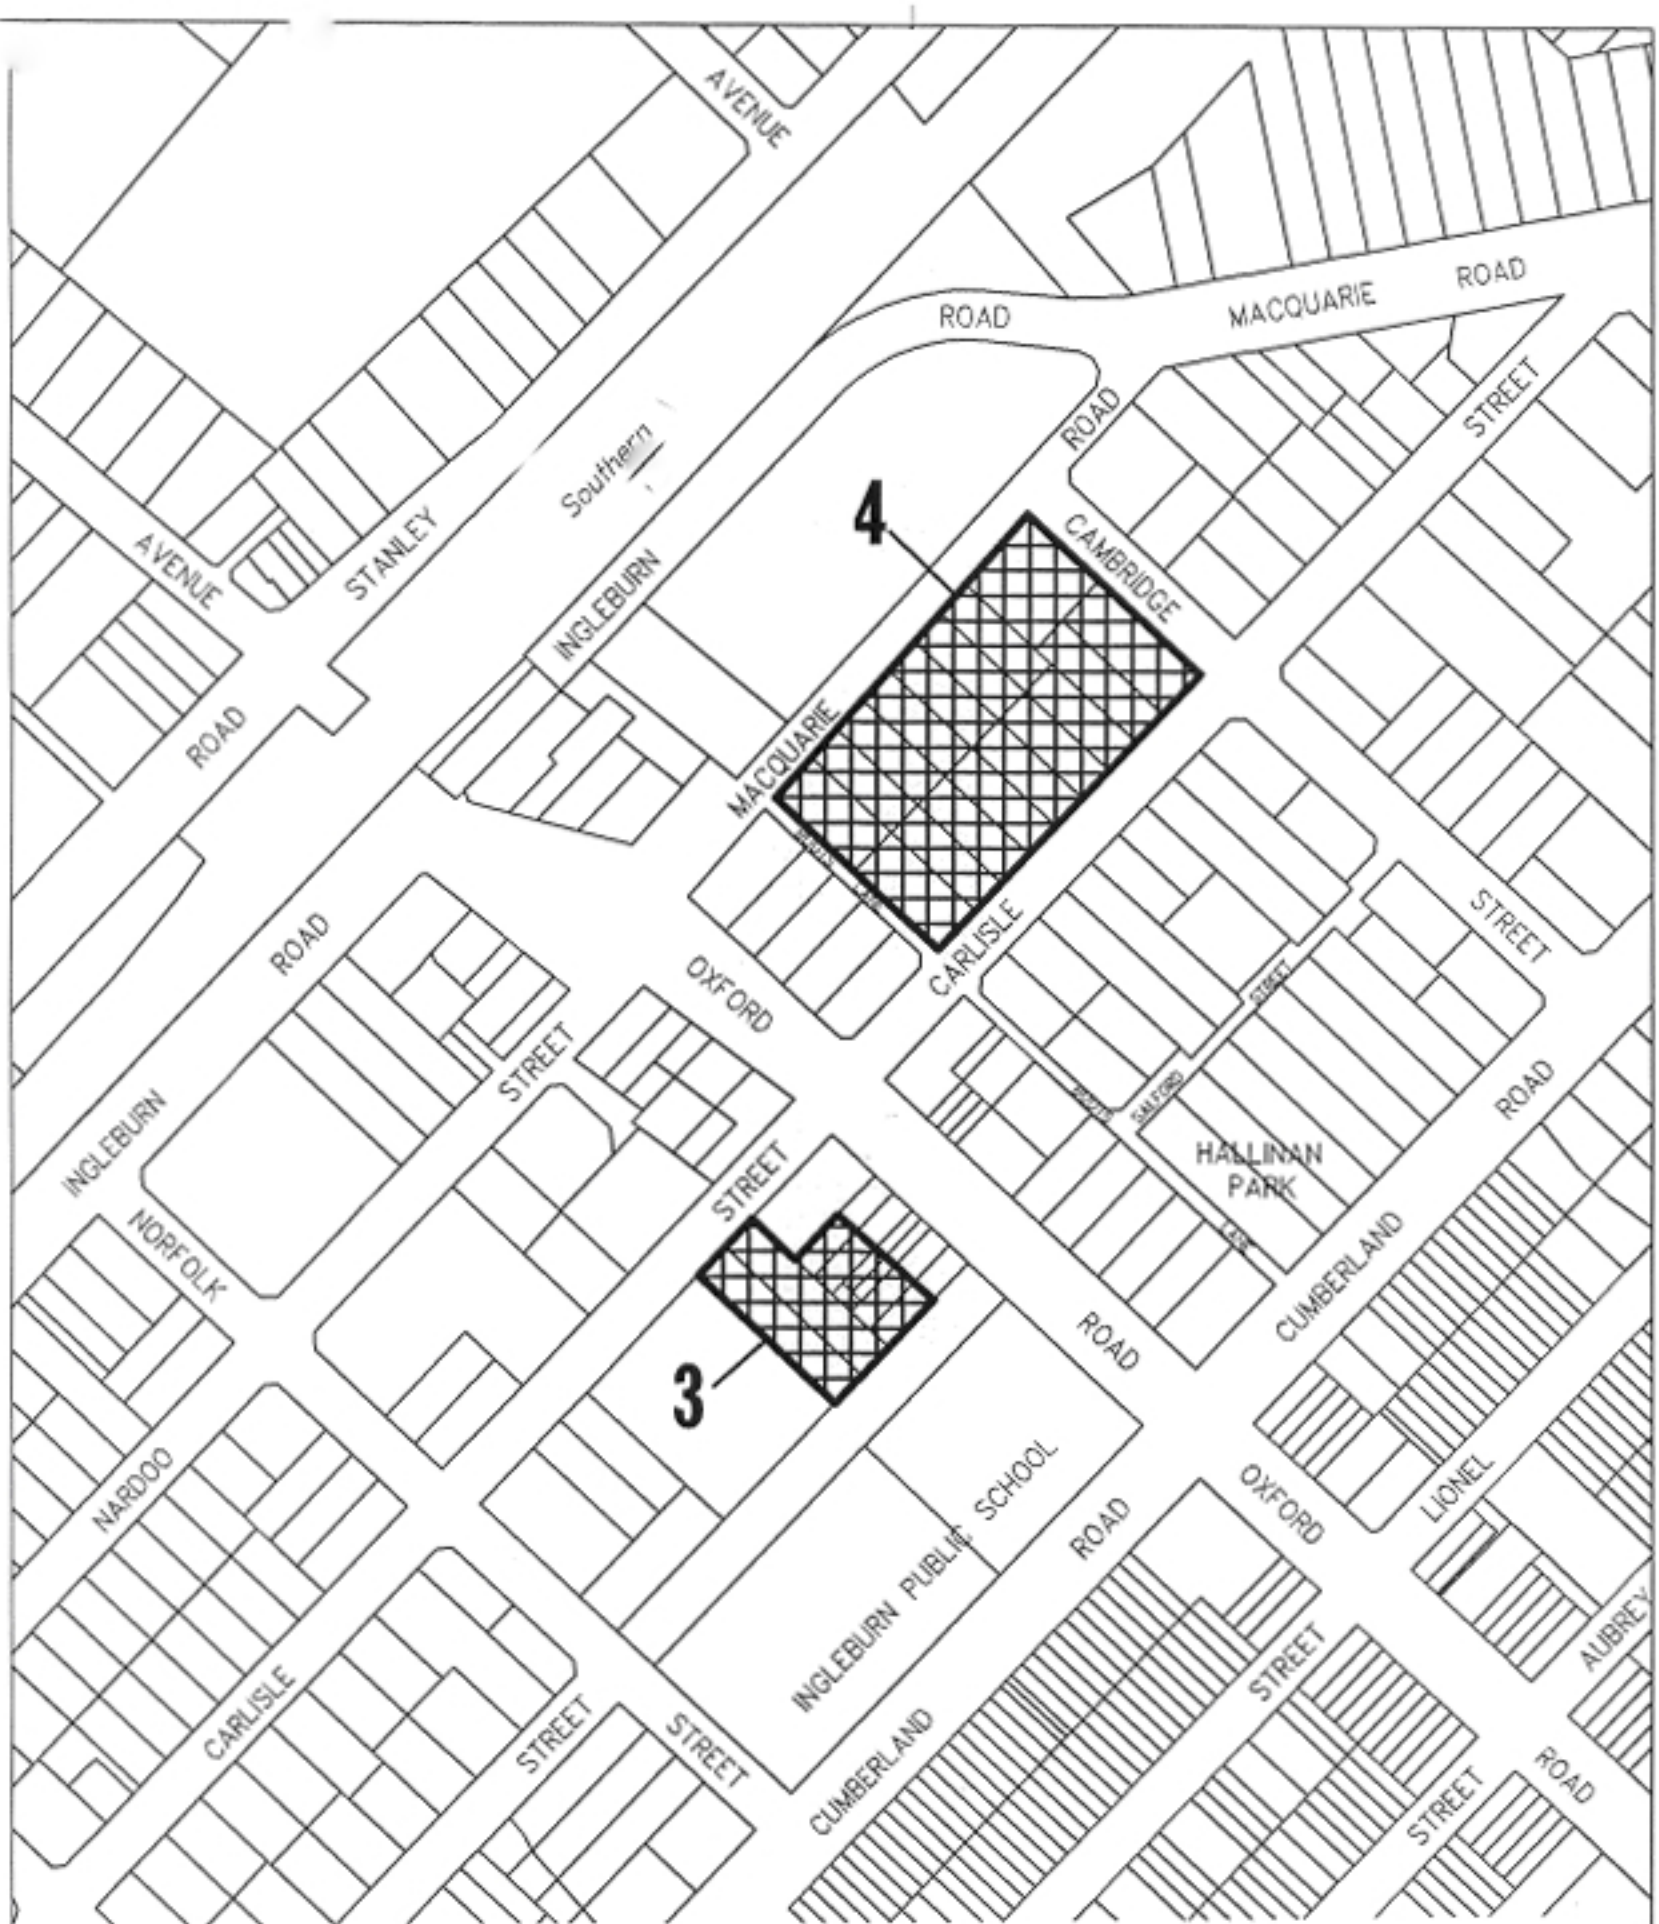 AVENUE
ROAD
MACQUARIE
ROAD
ROAD
STREET
Southern
4
CAMBRIDGE
AVENUE
STANLEY
INGLEBURN
ROAD
MACQUARIE
ROAD
CARLISLE
STREET
OXFORD
STREET
STREET
ROAD
INGLEBURN
SALFORD
HALLINAN
PARK
STREET
LANE
NORFOLK
CUMBERLAND
ROAD
3
NARDOO
INGLEBURN PUBLIC SCHOOL
ROAD
OXFORD
LIONEL
CARLISLE
STREET
STREET
CUMBERLAND
STREET
AUBREY
STREET
ROAD